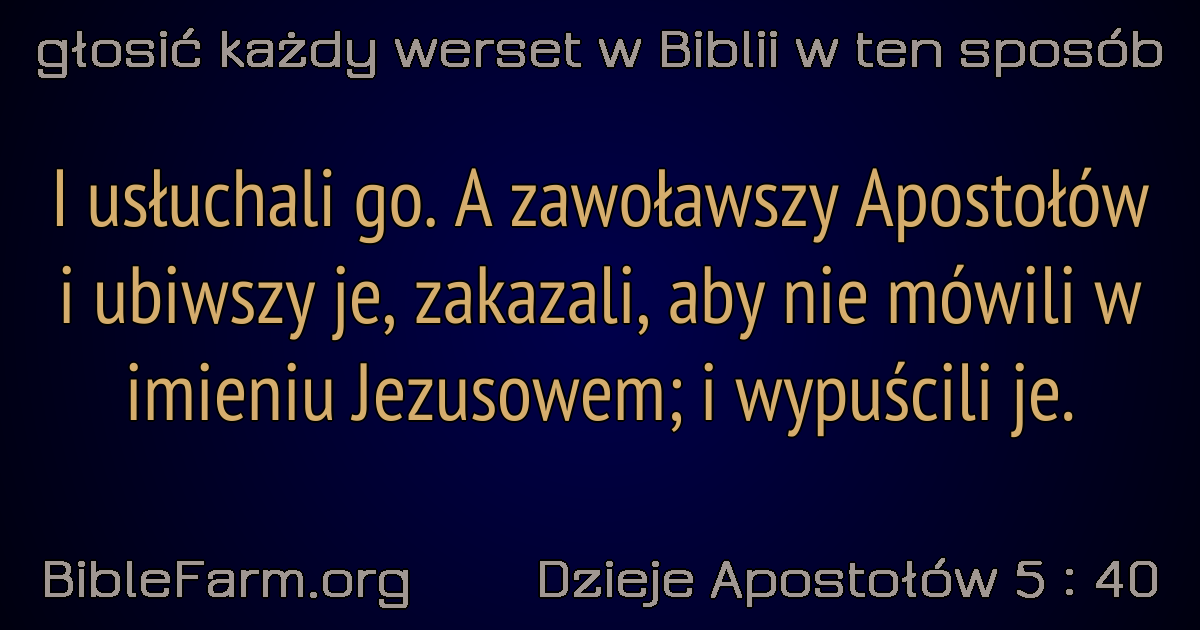 głosić każdy werset w Biblii w ten sposób
I usłuchali go. A zawoławszy Apostołów
i ubiwszy je, zakazali, aby nie mówili w
imieniu Jezusowem; i wypuścili je.
BibleFarm.org
Dzieje Apostołów 5 : 40